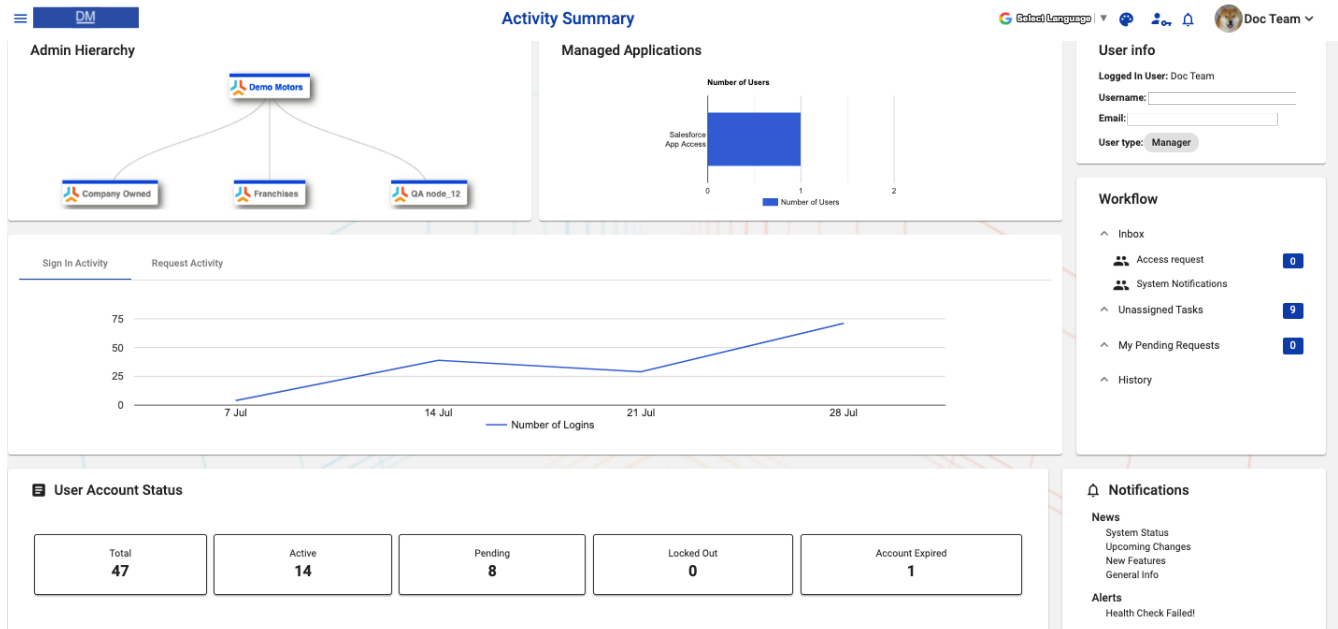 DM
Activity Summary
Select Language
Doc Team
Admin Hierarchy
Demo Motors
Company Owned
Franchises
QA node_12
Managed Applications
Number of Users
Salesforce
App Access
0
1
2
Number of Users
User info
Logged In User: Doc Team
Username:
Email:
User type: Manager
Workflow
Inbox
Access request
0
System Notifications
Unassigned Tasks
9
My Pending Requests
0
History
Sign In Activity
Request Activity
75
50
25
0
7 Jul
14 Jul
21 Jul
28 Jul
Number of Logins
User Account Status
Total
47
Active
14
Pending
8
Locked Out
0
Account Expired
1
Notifications
News
System Status
Upcoming Changes
New Features
General Info
Alerts
Health Check Failed!